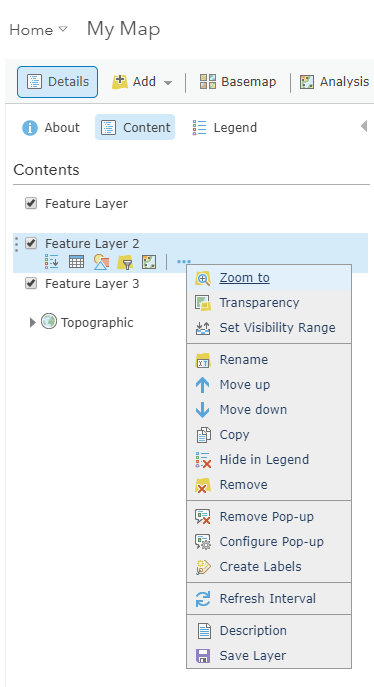 Home My Map
Details Add Basemap Analysis
About Content Legend
Contents
Feature Layer
Feature Layer 2
Feature Layer 3
Topographic
Zoom to
Transparency
Set Visibility Range
Rename
Move up
Move down
Copy
Hide in Legend
Remove
Remove Pop-up
Configure Pop-up
Create Labels
Refresh Interval
Description
Save Layer